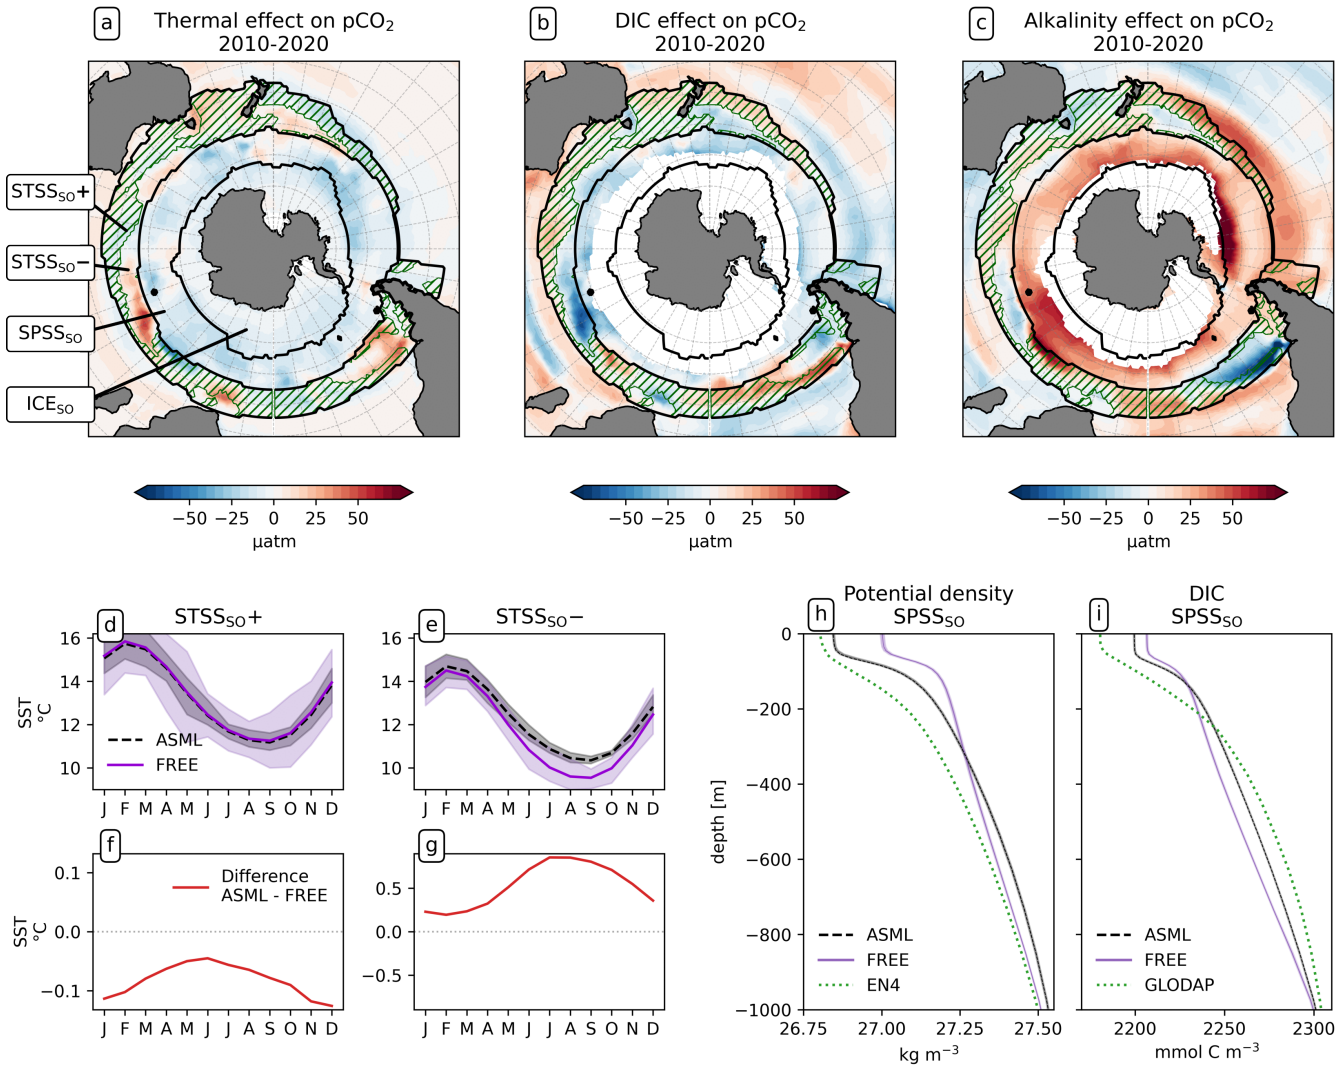 a
Thermal effect on pCO₂
2010-2020
b
DIC effect on pCO₂
2010-2020
c
Alkalinity effect on pCO₂
2010-2020
STSS_SO+
STSS_SO−
SPSS_SO
ICE_SO
−50 −25 0 25 50
µatm
−50 −25 0 25 50
µatm
−50 −25 0 25 50
µatm
d
STSS_SO+
16
14
12
10
SST
°C
ASML
FREE
J F M A M J J A S O N D
e
STSS_SO−
16
14
12
10
J F M A M J J A S O N D
f
0.1
0.0
−0.1
SST
°C
Difference
ASML - FREE
J F M A M J J A S O N D
g
0.5
0.0
−0.5
J F M A M J J A S O N D
h
Potential density
SPSS_SO
0
−200
−400
−600
−800
−1000
depth [m]
ASML
FREE
EN4
26.75 27.00 27.25 27.50
kg m⁻³
i
DIC
SPSS_SO
ASML
FREE
GLODAP
2200 2250 2300
mmol C m⁻³